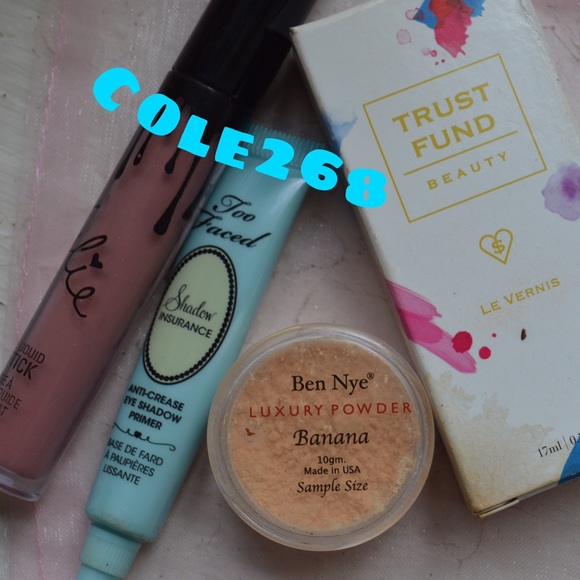 COLE268
TRUST
FUND
BEAUTY
LE VERNIS
17ml
Too
Faced
Shadow
INSURANCE
ANTI-CREASE
EYE SHADOW
PRIMER
BASE DE FARD
À PAUPIÈRES
LISSANTE
Ben Nye®
LUXURY POWDER
Banana
10gm.
Made in USA
Sample Size